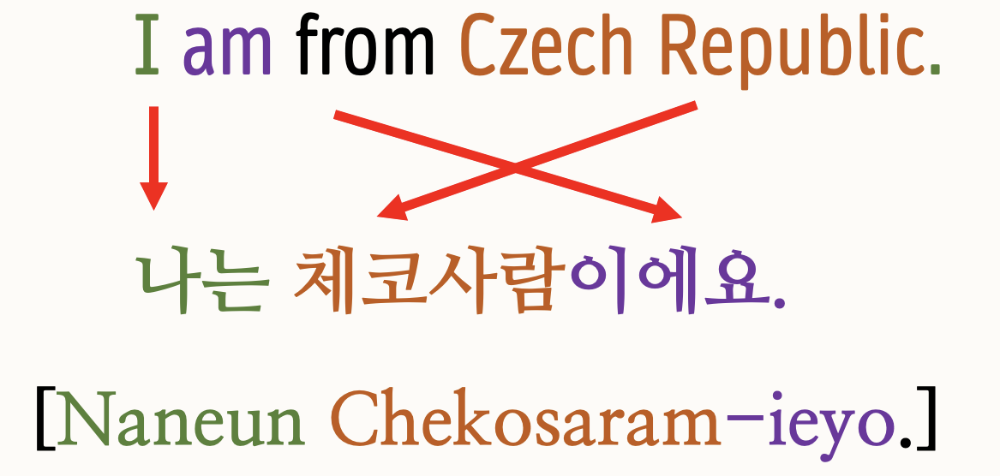 I am from Czech Republic.
나는 체코사람이에요.
[Naneun Chekosaram-ieyo.]